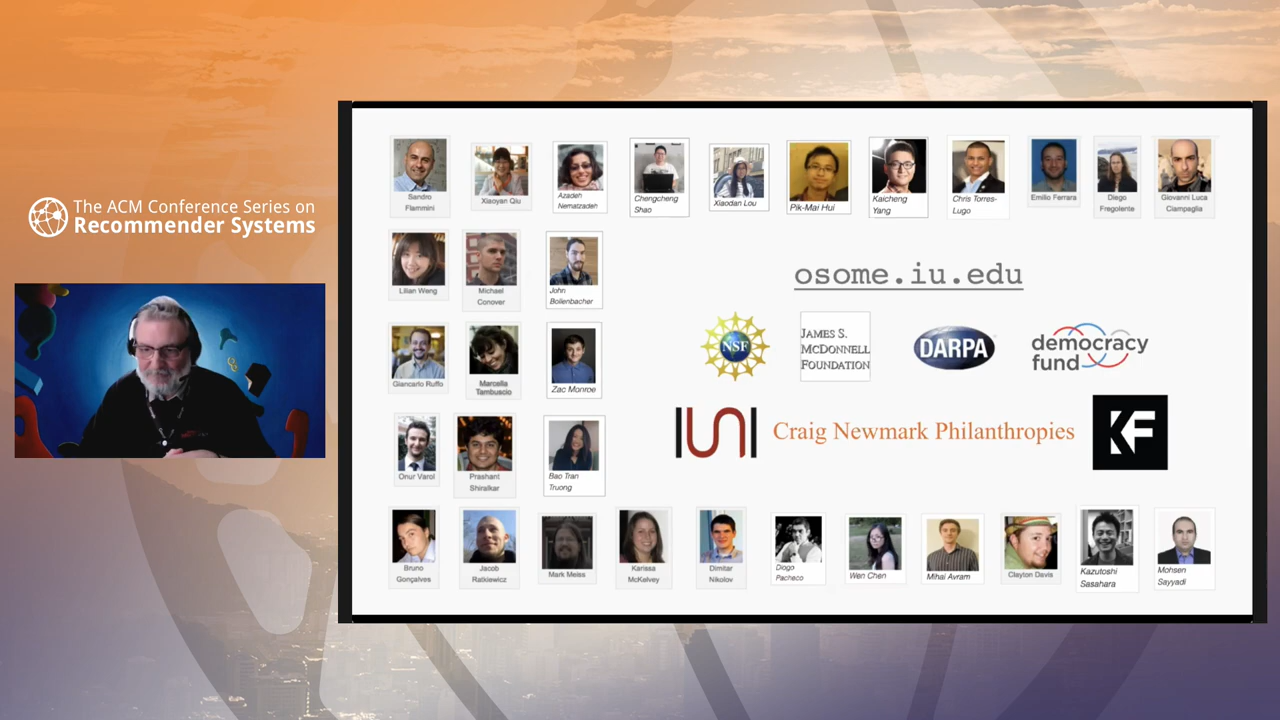 The ACM Conference Series on
Recommender Systems
Sandro
Flammini
Xiaoyan Qiu
Azadeh
Nematzadeh
Chengcheng
Shao
Xiaodan Lou
Pik-Mai Hui
Kaicheng
Yang
Chris Torres-
Lugo
Emilio Ferrara
Diego
Fregolente
Giovanni Luca
Ciampaglia
Lilian Weng
Michael
Conover
John
Bollenbacher
osome.iu.edu
NSF
JAMES S.
MCDONNELL
FOUNDATION
DARPA
democracy
fund
Giancarlo Ruffo
Marcella
Tambuscio
Zac Monroe
IUNI
Craig Newmark Philanthropies
KF
Onur Varol
Prashant
Shiralkar
Bao Tran
Truong
Bruno
Gonçalves
Jacob
Ratkiewicz
Mark Meiss
Karissa
McKelvey
Dimitar
Nikolov
Diogo
Pacheco
Wen Chen
Mihai Avram
Clayton Davis
Kazutoshi
Sasahara
Mohsen
Sayyadi